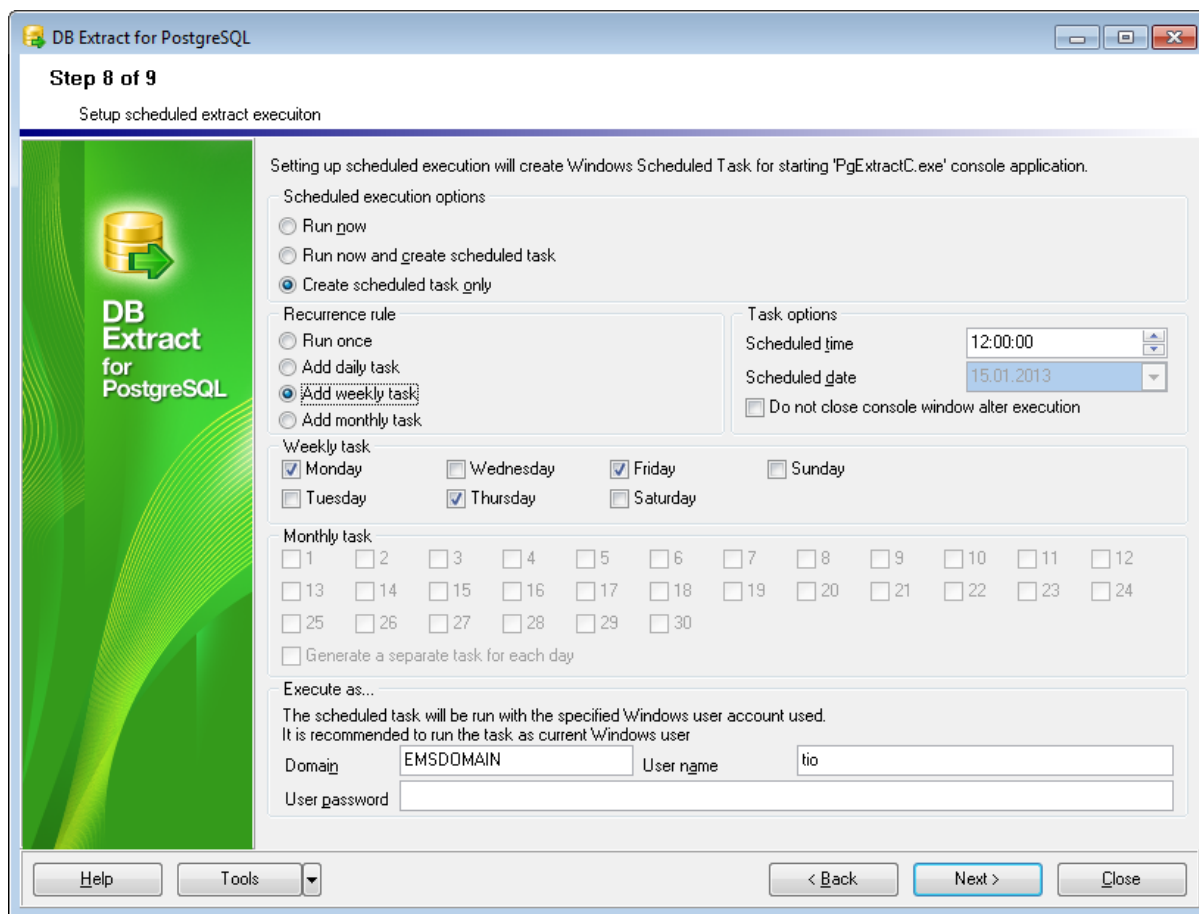 DB Extract for PostgreSQL
Step 8 of 9
Setup scheduled extract execuiton
DB
Extract
for
PostgreSQL
Setting up scheduled execution will create Windows Scheduled Task for starting 'PgExtractC.exe' console application.
Scheduled execution options
Run now
Run now and create scheduled task
Create scheduled task only
Recurrence rule
Run once
Add daily task
Add weekly task
Add monthly task
Task options
Scheduled time 12:00:00
Scheduled date 15.01.2013
Do not close console window alter execution
Weekly task
Monday Wednesday Friday Sunday
Tuesday Thursday Saturday
Monthly task
1 2 3 4 5 6 7 8 9 10 11 12
13 14 15 16 17 18 19 20 21 22 23 24
25 26 27 28 29 30
Generate a separate task for each day
Execute as...
The scheduled task will be run with the specified Windows user account used.
It is recommended to run the task as current Windows user
Domain EMSDOMAIN User name tio
User password
Help Tools < Back Next > Close